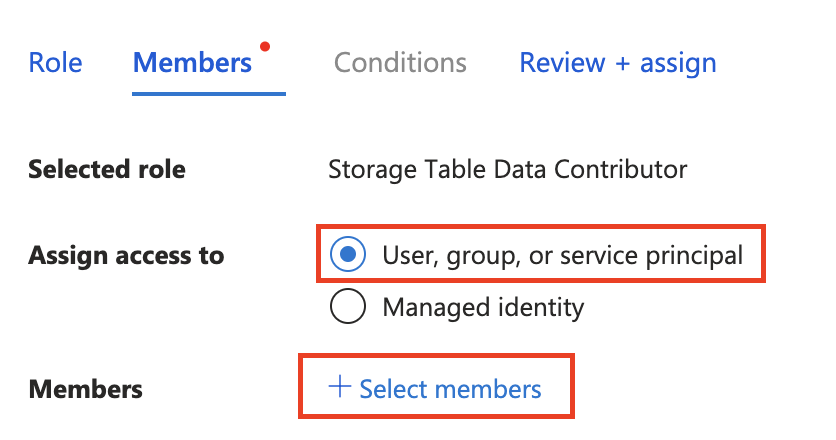 Role Members Conditions Review + assign
Selected role Storage Table Data Contributor
Assign access to User, group, or service principal
Managed identity
Members + Select members